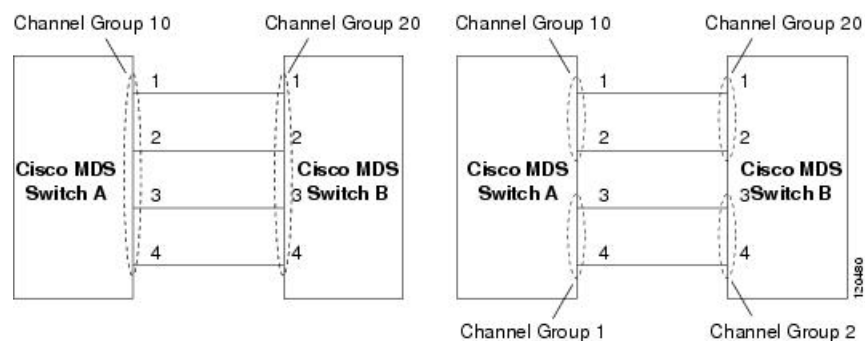 Channel Group 10
Channel Group 20
1
1
2
2
Cisco MDS
Switch A
Cisco MDS
Switch B
3
3
4
4
Channel Group 10
Channel Group 20
1
1
2
2
Cisco MDS
Switch A
Cisco MDS
Switch B
3
3
4
4
Channel Group 1
Channel Group 2
120480